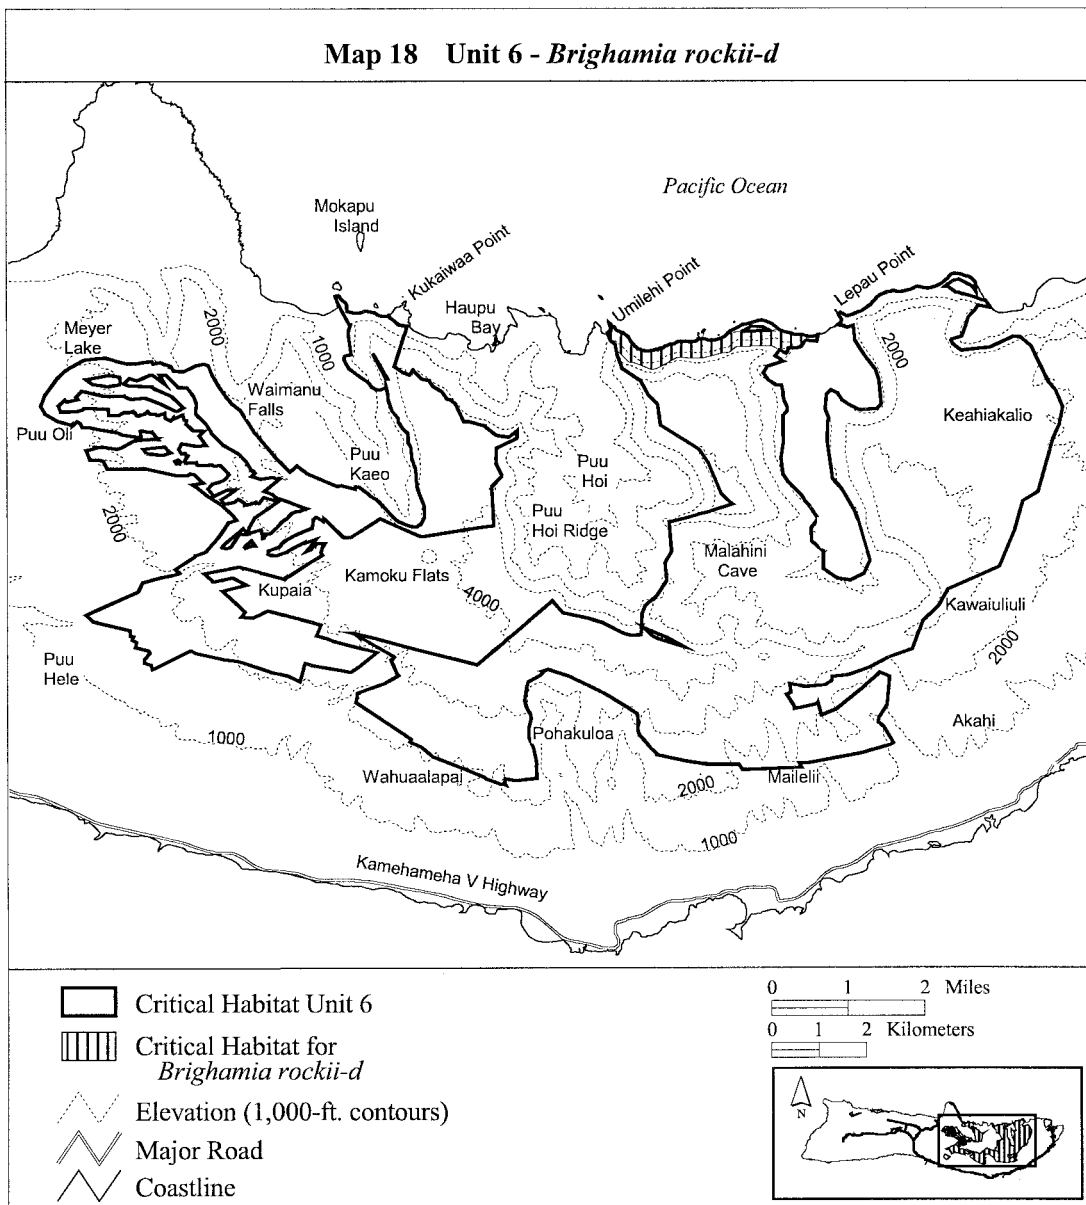 Map 18 Unit 6 - Brighamia rockii-d
Pacific Ocean
Mokapu
Island
Kukaiwaa Point
Haupu
Bay
Umilehi Point
Lepau Point
Meyer
Lake
2000
1000
2000
Waimanu
Falls
Keahiakalio
Puu Oli
Puu
Kaeo
Puu
Hoi
Puu
Hoi Ridge
2000
Malahini
Cave
Kamoku Flats
Kupaia
4000
Kawaiuliuli
2000
Puu
Hele
1000
Pohakuloa
Akahi
Wahuaalapai
2000
Mailelii
1000
Kamehameha V Highway
Critical Habitat Unit 6
Critical Habitat for
Brighamia rockii-d
Elevation (1,000-ft. contours)
Major Road
Coastline
0 1 2 Miles
0 1 2 Kilometers
N